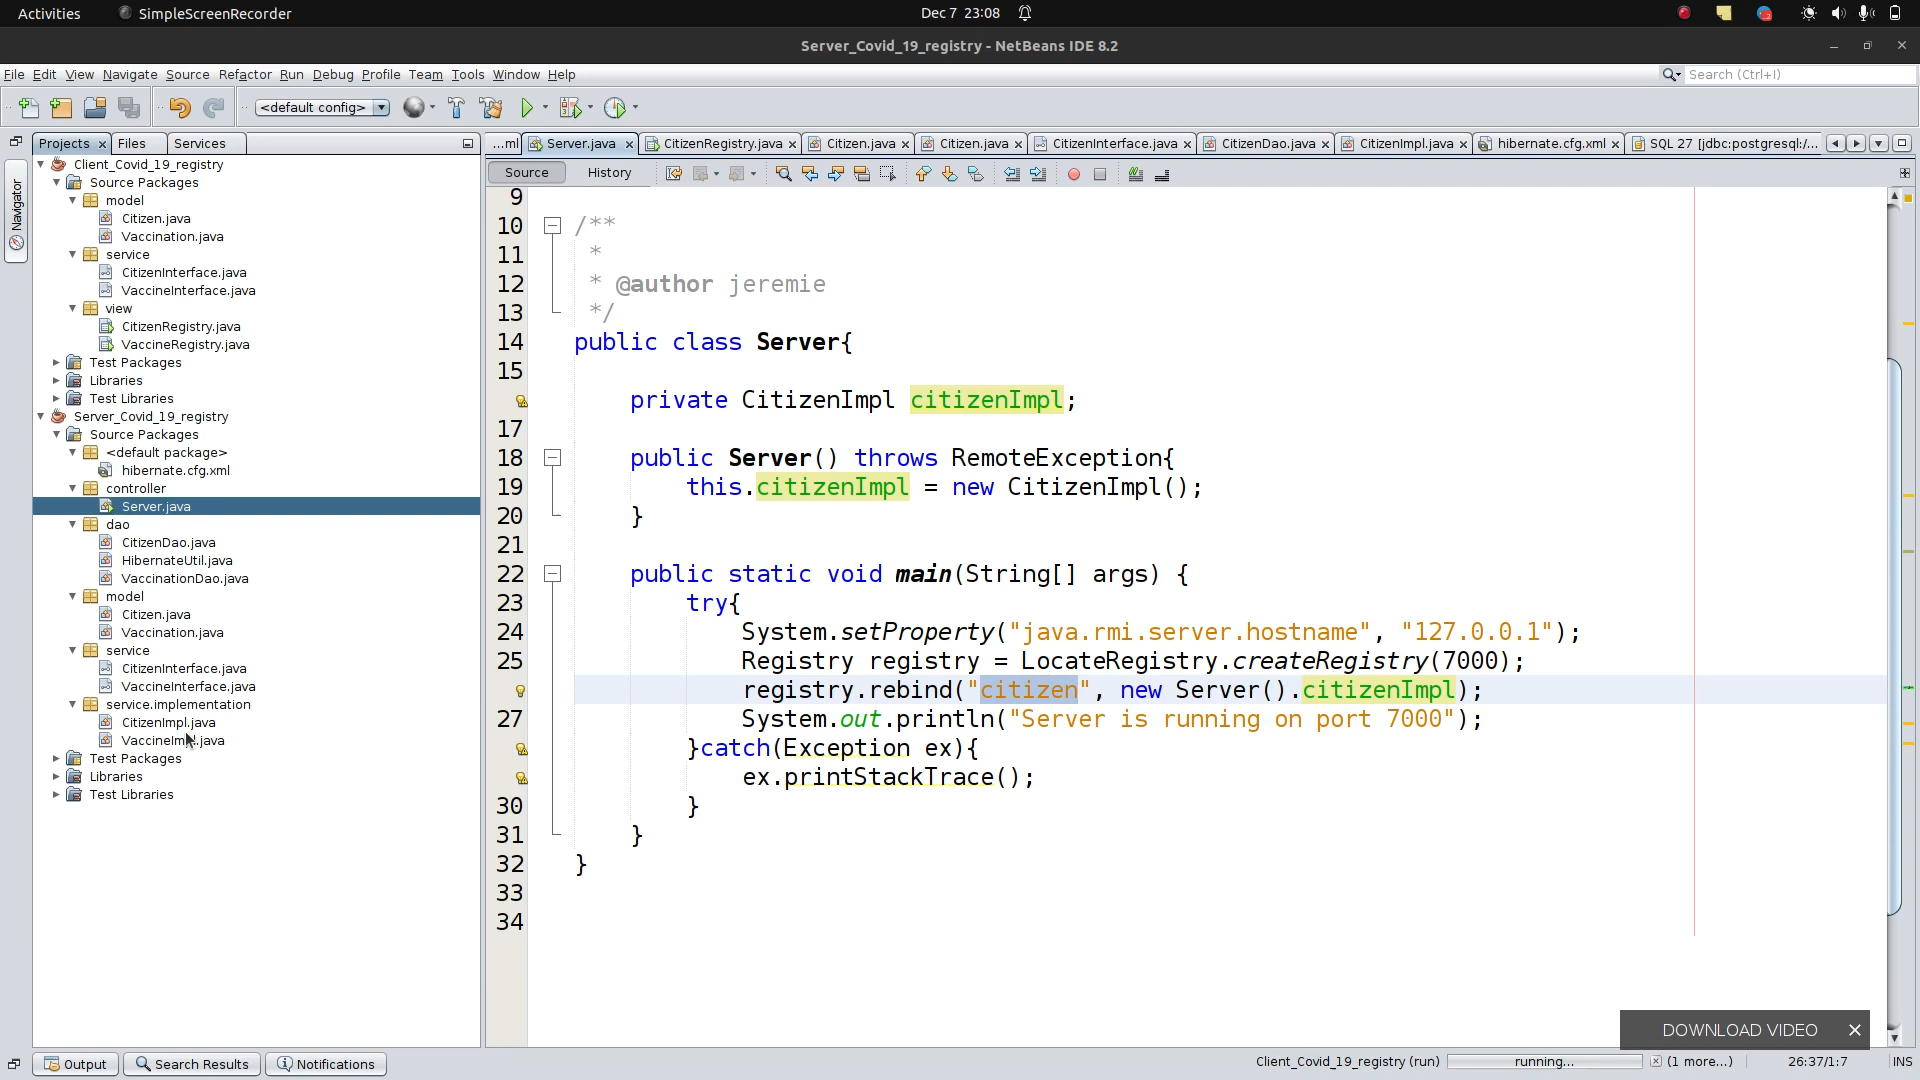 Activities SimpleScreenRecorder Dec 7 23:08
Server_Covid_19_registry - NetBeans IDE 8.2
File Edit View Navigate Source Refactor Run Debug Profile Team Tools Window Help Search (Ctrl+I)
<default config>
Projects Files Services ...ml Server.java CitizenRegistry.java Citizen.java Citizen.java CitizenInterface.java CitizenDao.java CitizenImpl.java hibernate.cfg.xml SQL 27 [jdbc:postgresql:/...
Source History
Navigator
Client_Covid_19_registry
Source Packages
model
Citizen.java
Vaccination.java
service
CitizenInterface.java
VaccineInterface.java
view
CitizenRegistry.java
VaccineRegistry.java
Test Packages
Libraries
Test Libraries
Server_Covid_19_registry
Source Packages
<default package>
hibernate.cfg.xml
controller
Server.java
dao
CitizenDao.java
HibernateUtil.java
VaccinationDao.java
model
Citizen.java
Vaccination.java
service
CitizenInterface.java
VaccineInterface.java
service.implementation
CitizenImpl.java
VaccineImpl.java
Test Packages
Libraries
Test Libraries
9
10 /**
11 *
12 * @author jeremie
13 */
14 public class Server{
15
private CitizenImpl citizenImpl;
17
18 public Server() throws RemoteException{
19 this.citizenImpl = new CitizenImpl();
20 }
21
22 public static void main(String[] args) {
23 try{
24 System.setProperty("java.rmi.server.hostname", "127.0.0.1");
25 Registry registry = LocateRegistry.createRegistry(7000);
registry.rebind("citizen", new Server().citizenImpl);
27 System.out.println("Server is running on port 7000");
}catch(Exception ex){
ex.printStackTrace();
30 }
31 }
32 }
33
34
DOWNLOAD VIDEO
Output Search Results Notifications Client_Covid_19_registry (run) running... (1 more...) 26:37/1:7 INS